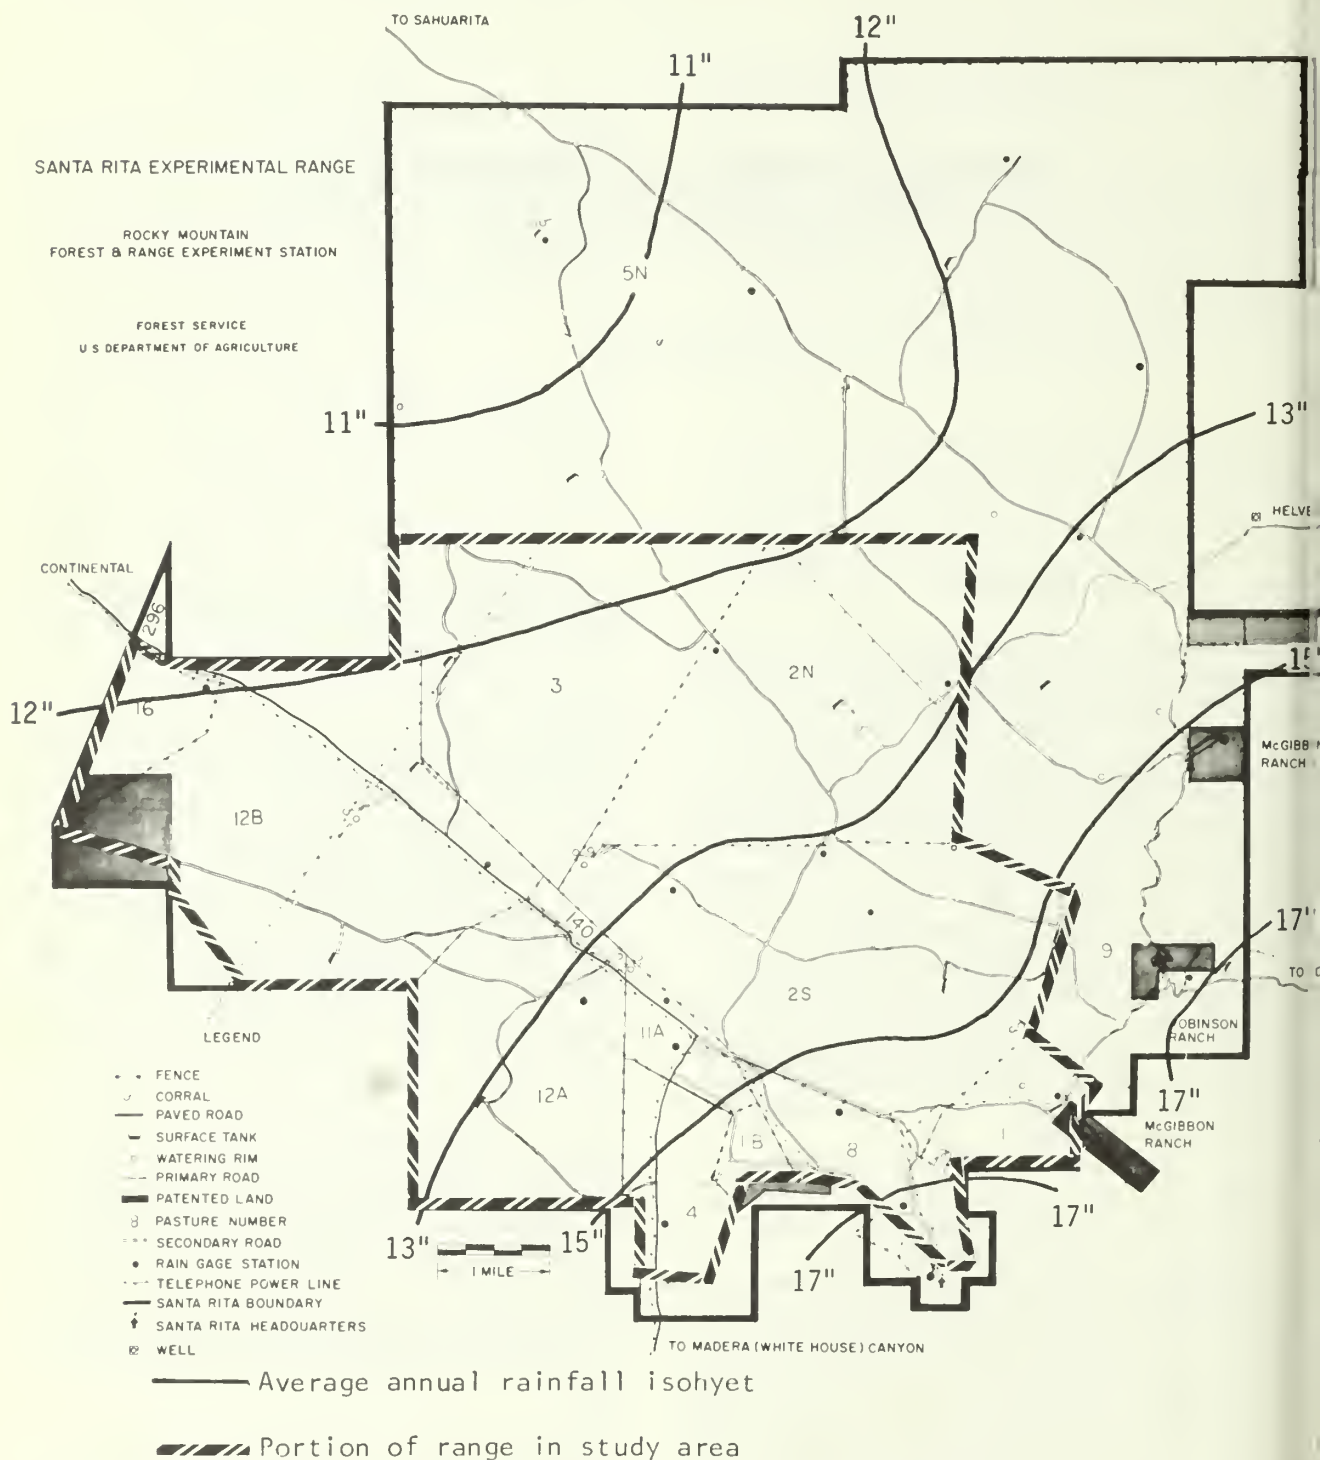 TO SAHUARITA
12"
11"
SANTA RITA EXPERIMENTAL RANGE
ROCKY MOUNTAIN
FOREST & RANGE EXPERIMENT STATION
5N
FOREST SERVICE
U S DEPARTMENT OF AGRICULTURE
11"
13"
HELVE
CONTINENTAL
296
15"
3
2N
12"
16
McGIBB
RANCH
12B
17"
140
9
TO
2S
ROBINSON
RANCH
11A
12A
17"
McGIBBON
RANCH
1B
8
1
4
17"
13"
15"
17"
1 MILE
LEGEND
FENCE
CORRAL
PAVED ROAD
SURFACE TANK
WATERING RIM
PRIMARY ROAD
PATENTED LAND
8 PASTURE NUMBER
SECONDARY ROAD
RAIN GAGE STATION
TELEPHONE POWER LINE
SANTA RITA BOUNDARY
SANTA RITA HEADQUARTERS
WELL
TO MADERA (WHITE HOUSE) CANYON
Average annual rainfall isohyet
Portion of range in study area